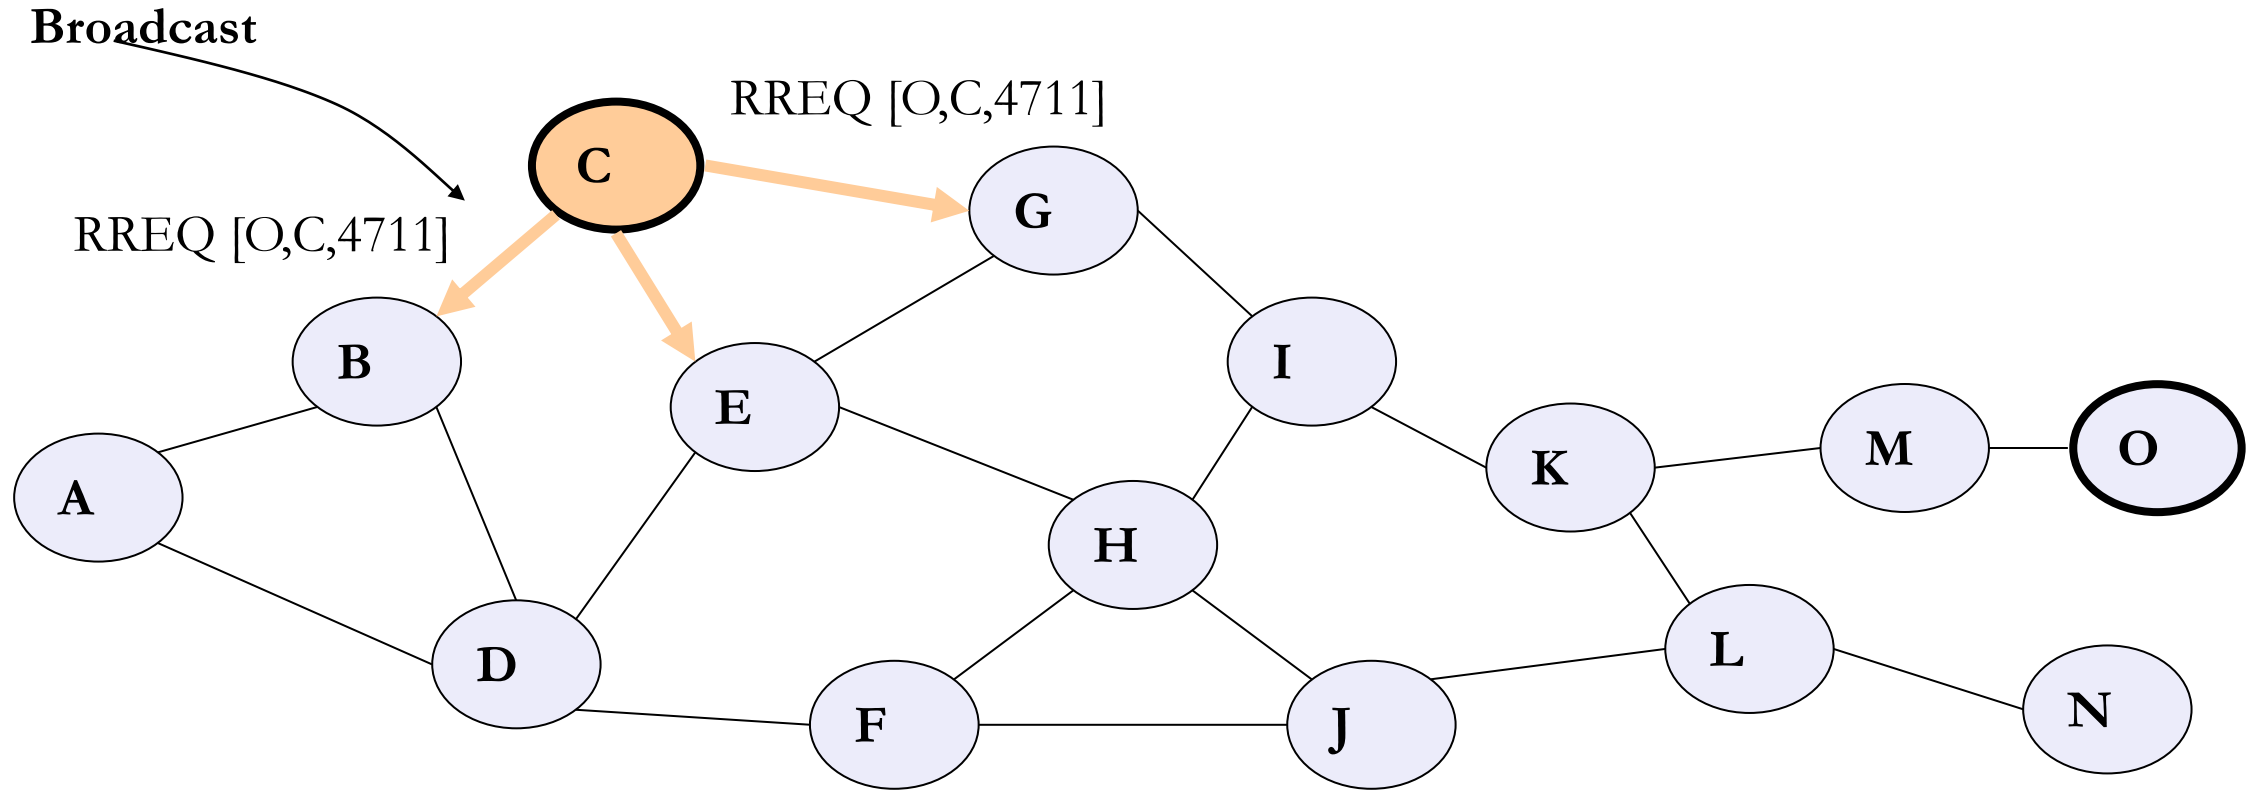 Broadcast
RREQ [O,C,4711]
C
G
RREQ [O,C,4711]
B
I
E
M
O
K
A
H
L
D
N
F
J